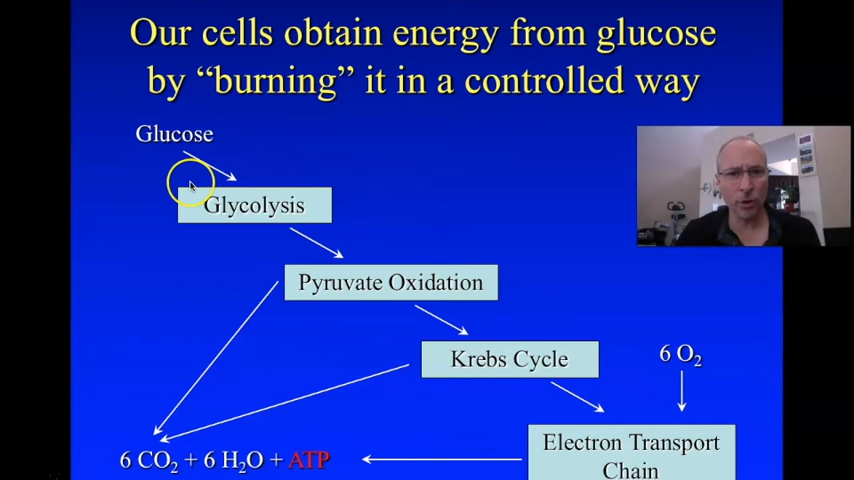 Our cells obtain energy from glucose
by “burning” it in a controlled way
Glucose
Glycolysis
Pyruvate Oxidation
Krebs Cycle
6 O₂
Electron Transport
Chain
6 CO₂ + 6 H₂O + ATP